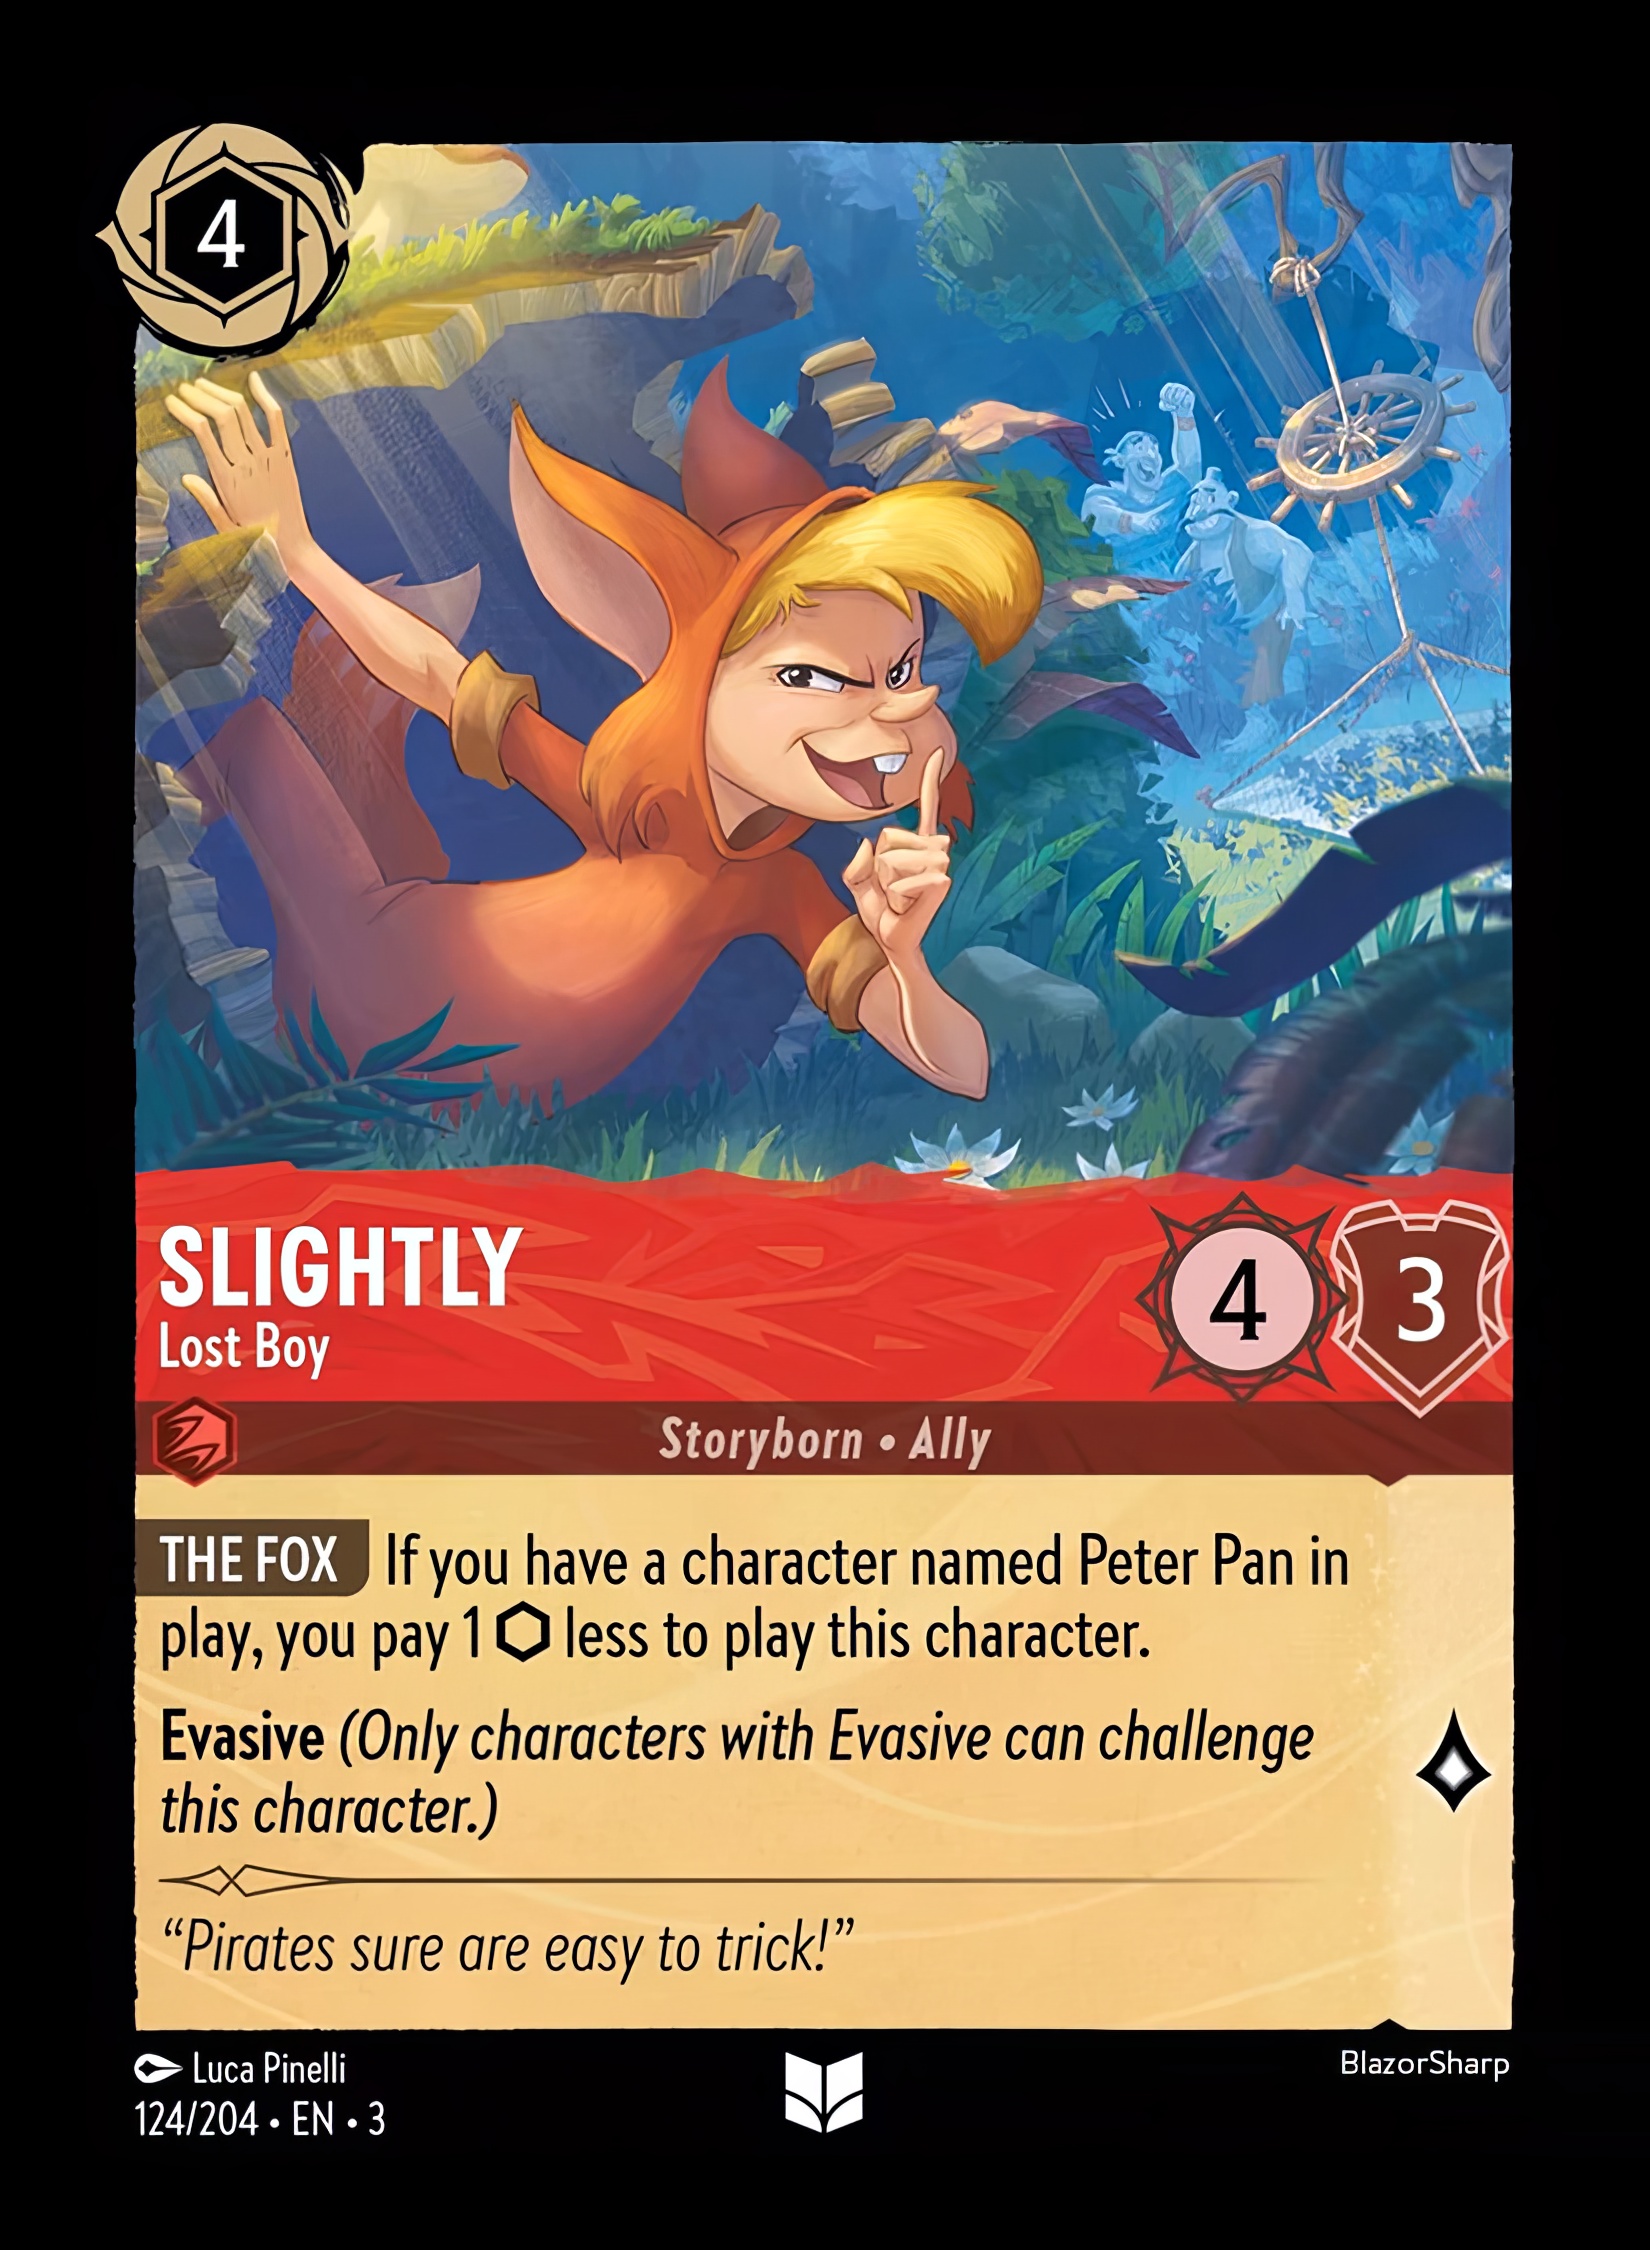 4
SLIGHTLY
Lost Boy
4 3
Storyborn • Ally
THE FOX If you have a character named Peter Pan in
play, you pay 1 ⬡ less to play this character.
Evasive (Only characters with Evasive can challenge
this character.)
“Pirates sure are easy to trick!”
Luca Pinelli
BlazorSharp
124/204 • EN • 3